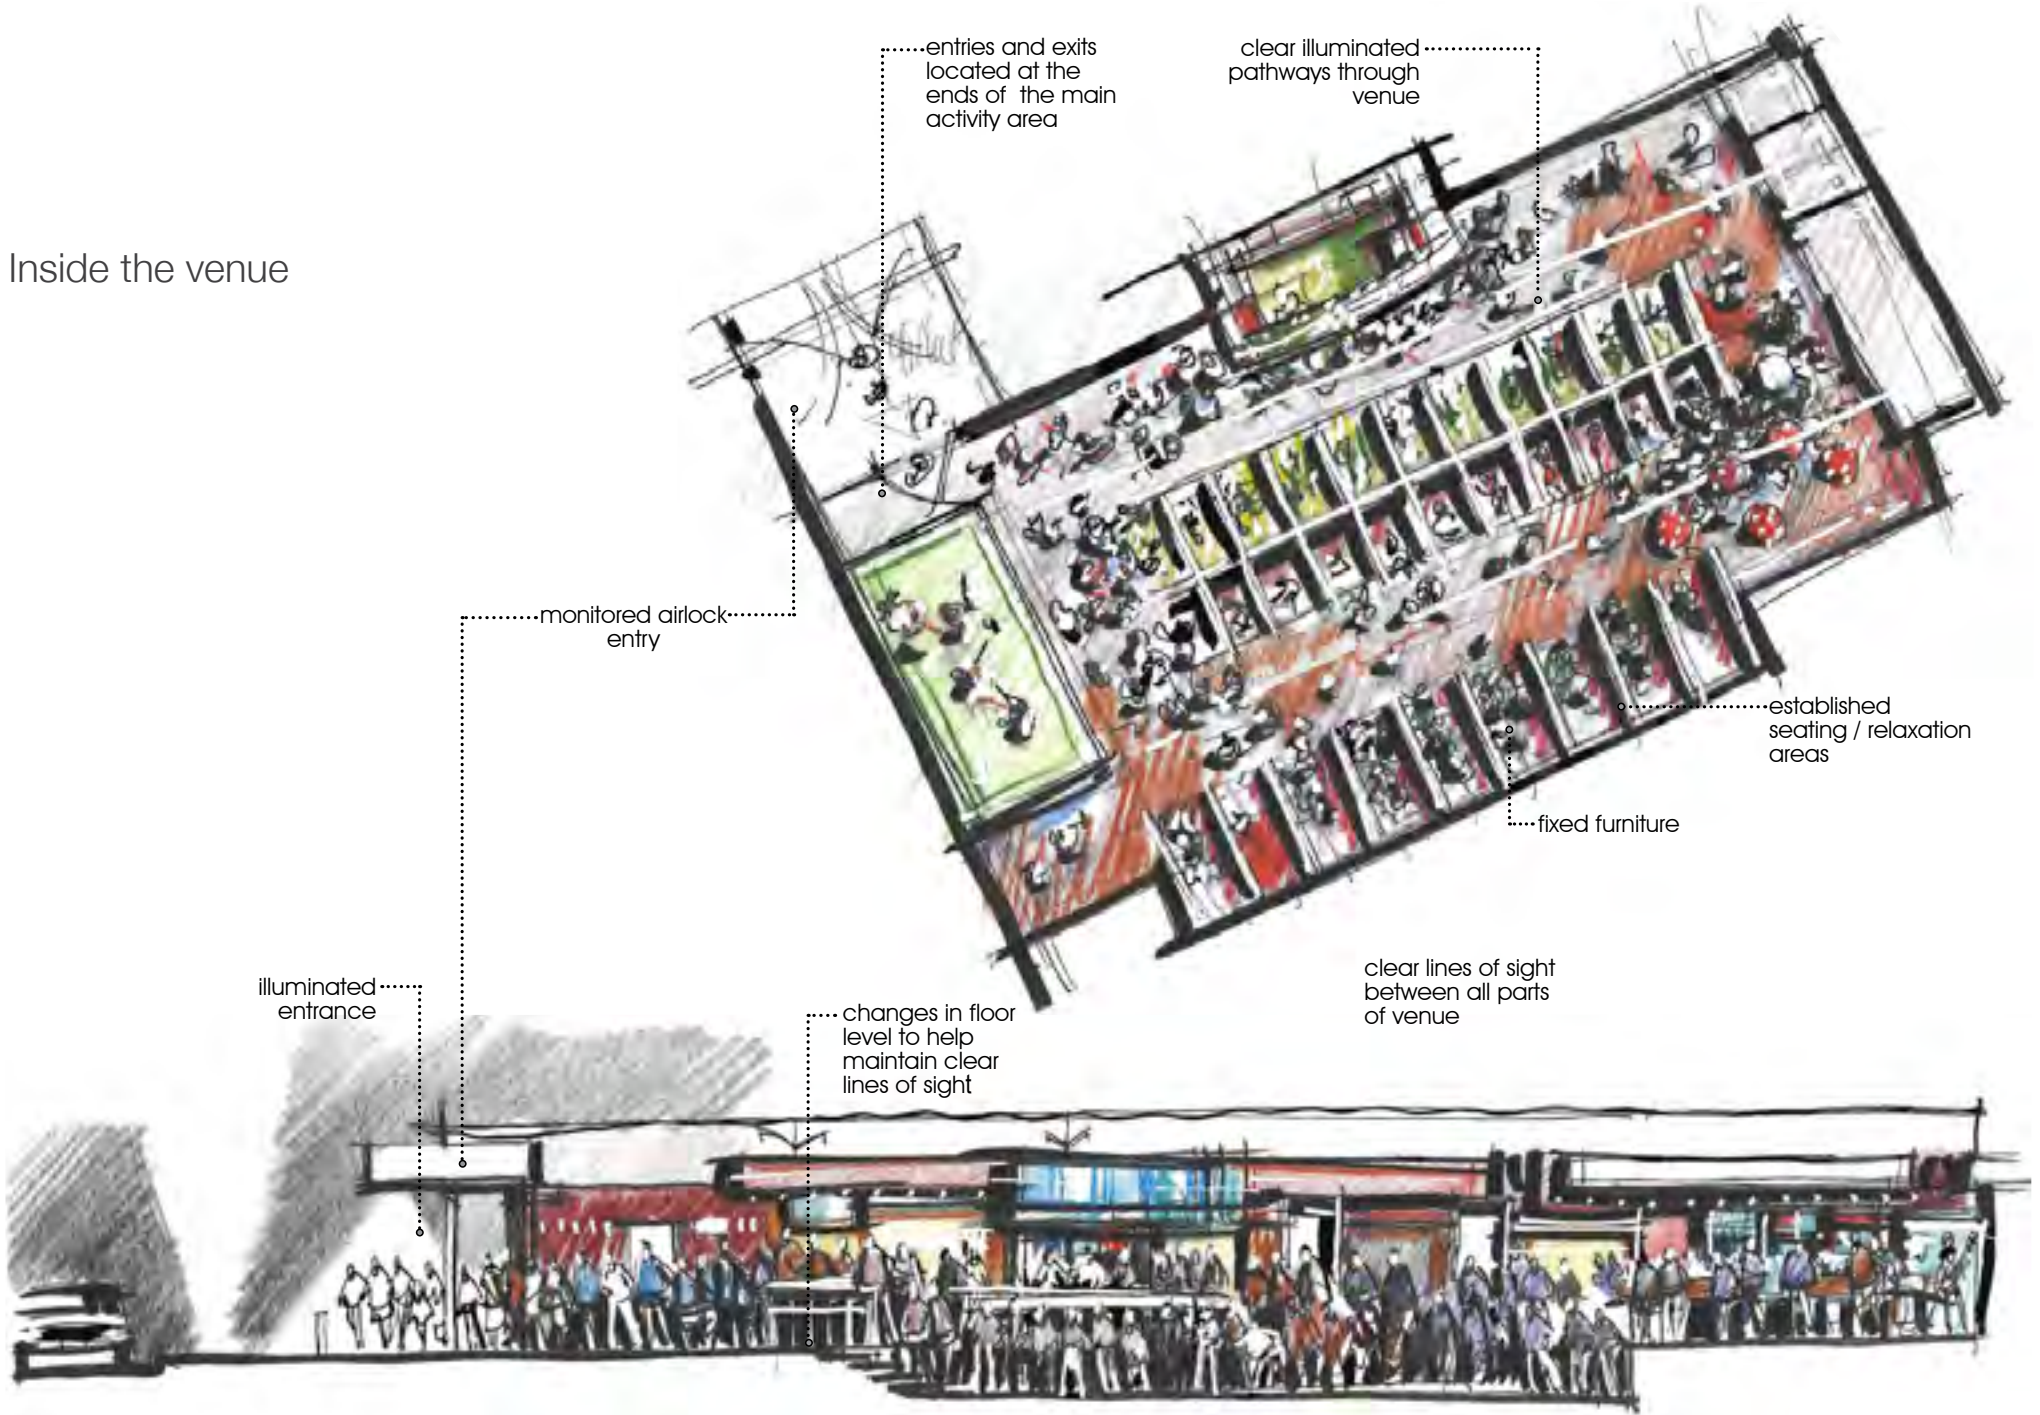 entries and exits
located at the
ends of the main
activity area
clear illuminated
pathways through
venue
Inside the venue
monitored airlock
entry
established
seating / relaxation
areas
fixed furniture
clear lines of sight
between all parts
of venue
illuminated
entrance
changes in floor
level to help
maintain clear
lines of sight